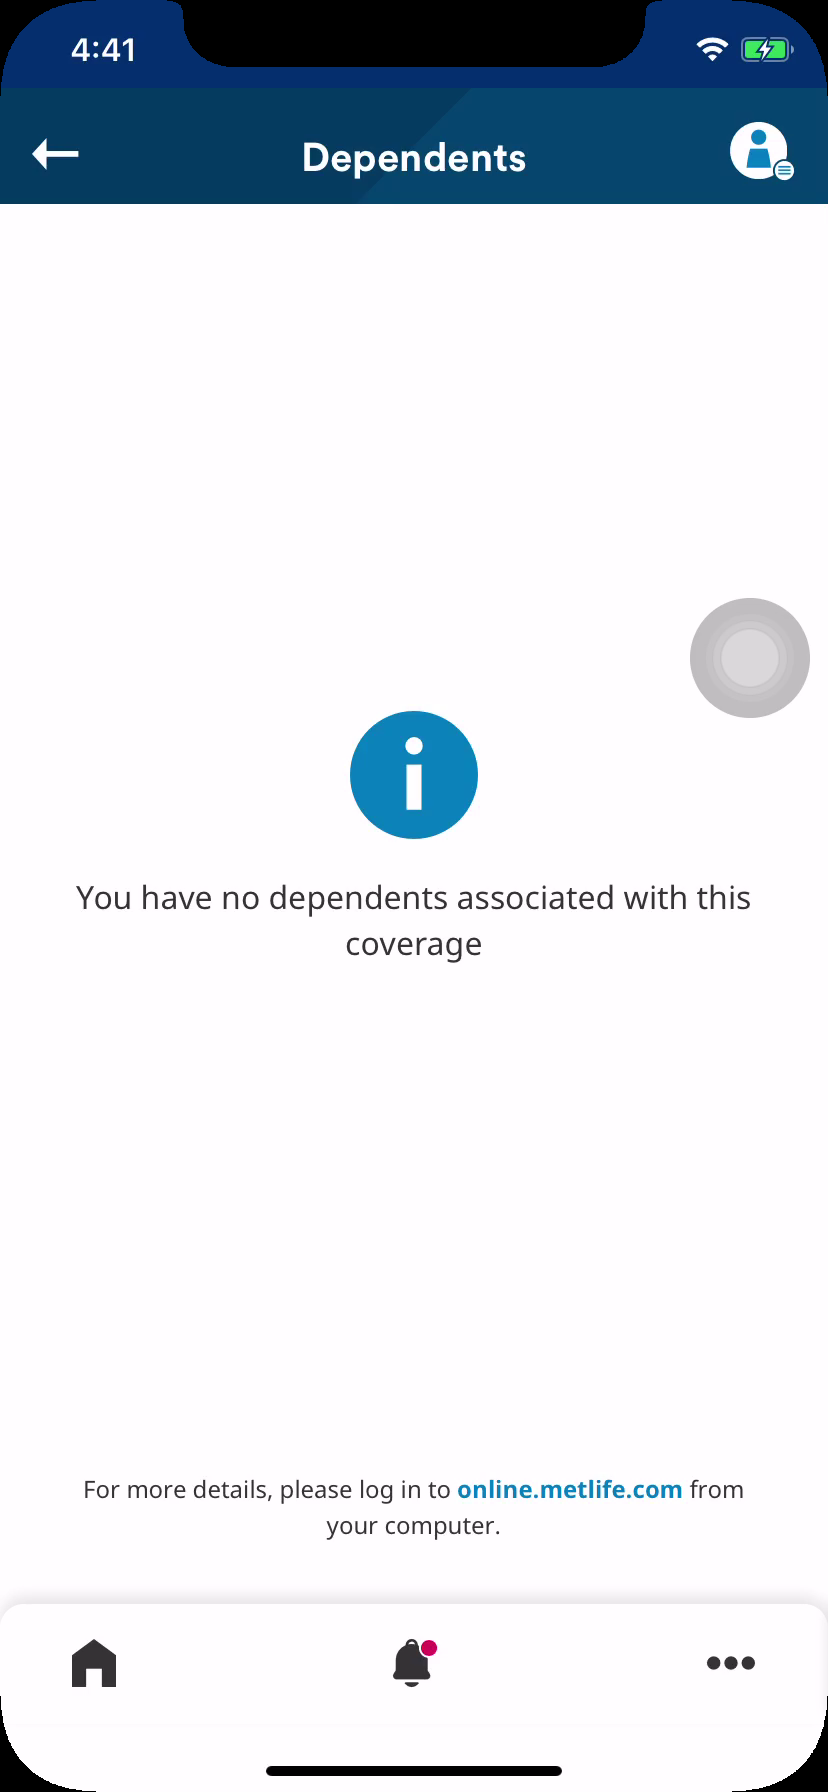 4:41
Dependents
You have no dependents associated with this
coverage
For more details, please log in to online.metlife.com from
your computer.